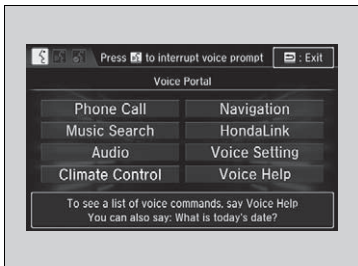 Press to interrupt voice prompt : Exit
Voice Portal
Phone Call Navigation
Music Search HondaLink
Audio Voice Setting
Climate Control Voice Help
To see a list of voice commands, say Voice Help
You can also say: What is today's date?